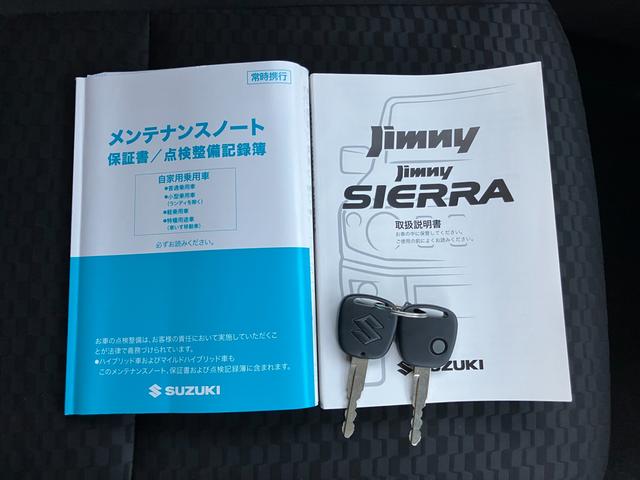 常時携行
メンテナンスノート
保証書／点検整備記録簿
自家用乗用車
●普通乗用車
●小型乗用車
(ランディを除く)
●軽乗用車
●特種用途車
(車いす移動車)
必ずお読みください。
お車の点検整備は、お客様の責任において実施していただくこ
とが法律で義務づけられています。
●ハイブリッド車およびマイルドハイブリッド車も
このメンテナンスノート、保証書および点検記録簿に含まれます。
SUZUKI
Jimny
Jimny
SIERRA
取扱説明書
お車の中に保管してください。
ご使用の前によくお読みください。
SUZUKI